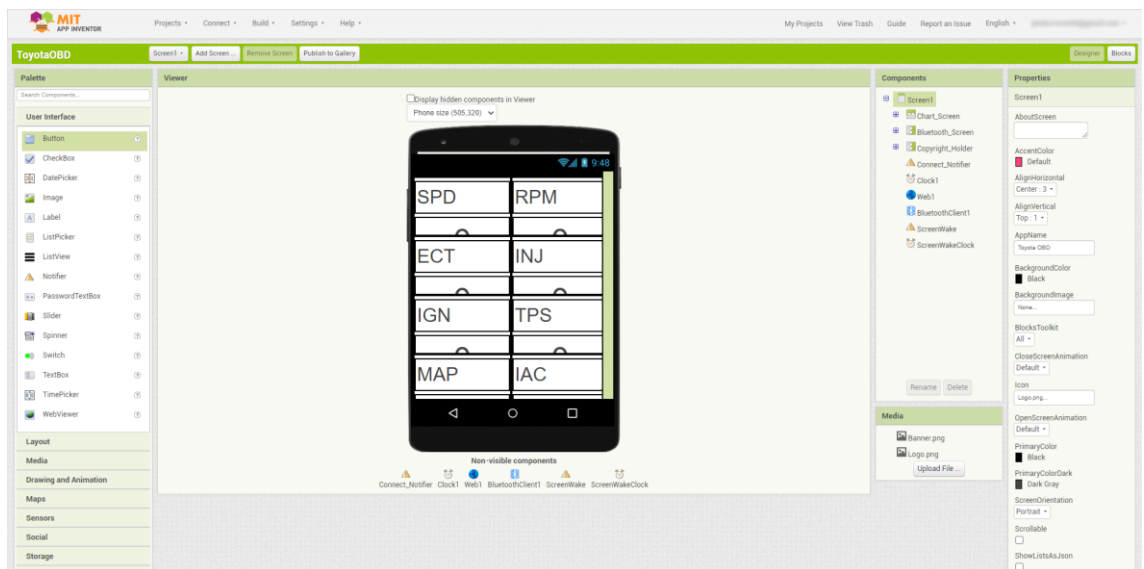 MIT
APP INVENTOR
Projects Connect Build Settings Help
My Projects View Trash Guide Report an Issue English
ToyotaOBD
Screen1 Add Screen ... Remove Screen Publish to Gallery
Designer Blocks
Palette
Search Components...
User Interface
Button
CheckBox
DatePicker
Image
Label
ListPicker
ListView
Notifier
PasswordTextBox
Slider
Spinner
Switch
TextBox
TimePicker
WebViewer
Layout
Media
Drawing and Animation
Maps
Sensors
Social
Storage
Viewer
Display hidden components in Viewer
Phone size (505,320)
9:48
SPD RPM
ECT INJ
IGN TPS
MAP IAC
Non-visible components
Connect_Notifier Clock1 Web1 BluetoothClient1 ScreenWake ScreenWakeClock
Components
Screen1
Chart_Screen
Bluetooth_Screen
Copyright_Holder
Connect_Notifier
Clock1
Web1
BluetoothClient1
ScreenWake
ScreenWakeClock
Rename Delete
Media
Banner.png
Logo.png
Upload File ...
Properties
Screen1
AboutScreen
AccentColor
Default
AlignHorizontal
Center : 3
AlignVertical
Top : 1
AppName
Toyota OBD
BackgroundColor
Black
BackgroundImage
None...
BlocksToolkit
All
CloseScreenAnimation
Default
Icon
Logo.png...
OpenScreenAnimation
Default
PrimaryColor
Black
PrimaryColorDark
Dark Gray
ScreenOrientation
Portrait
Scrollable
ShowListsAsJson